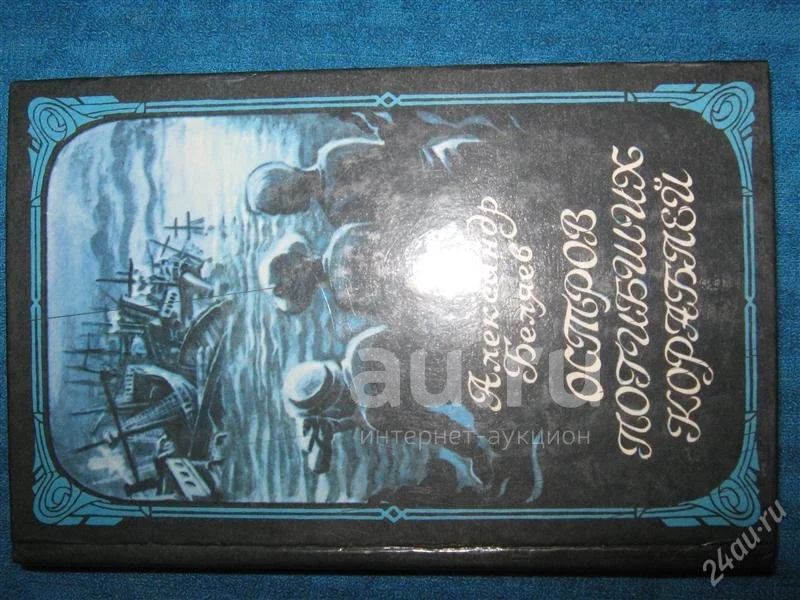 Александр
Беляев
ОСТРОВ
ПОГИБШИХ
КОРАБЛЕЙ
au.ru
интернет-аукцион
24au.ru